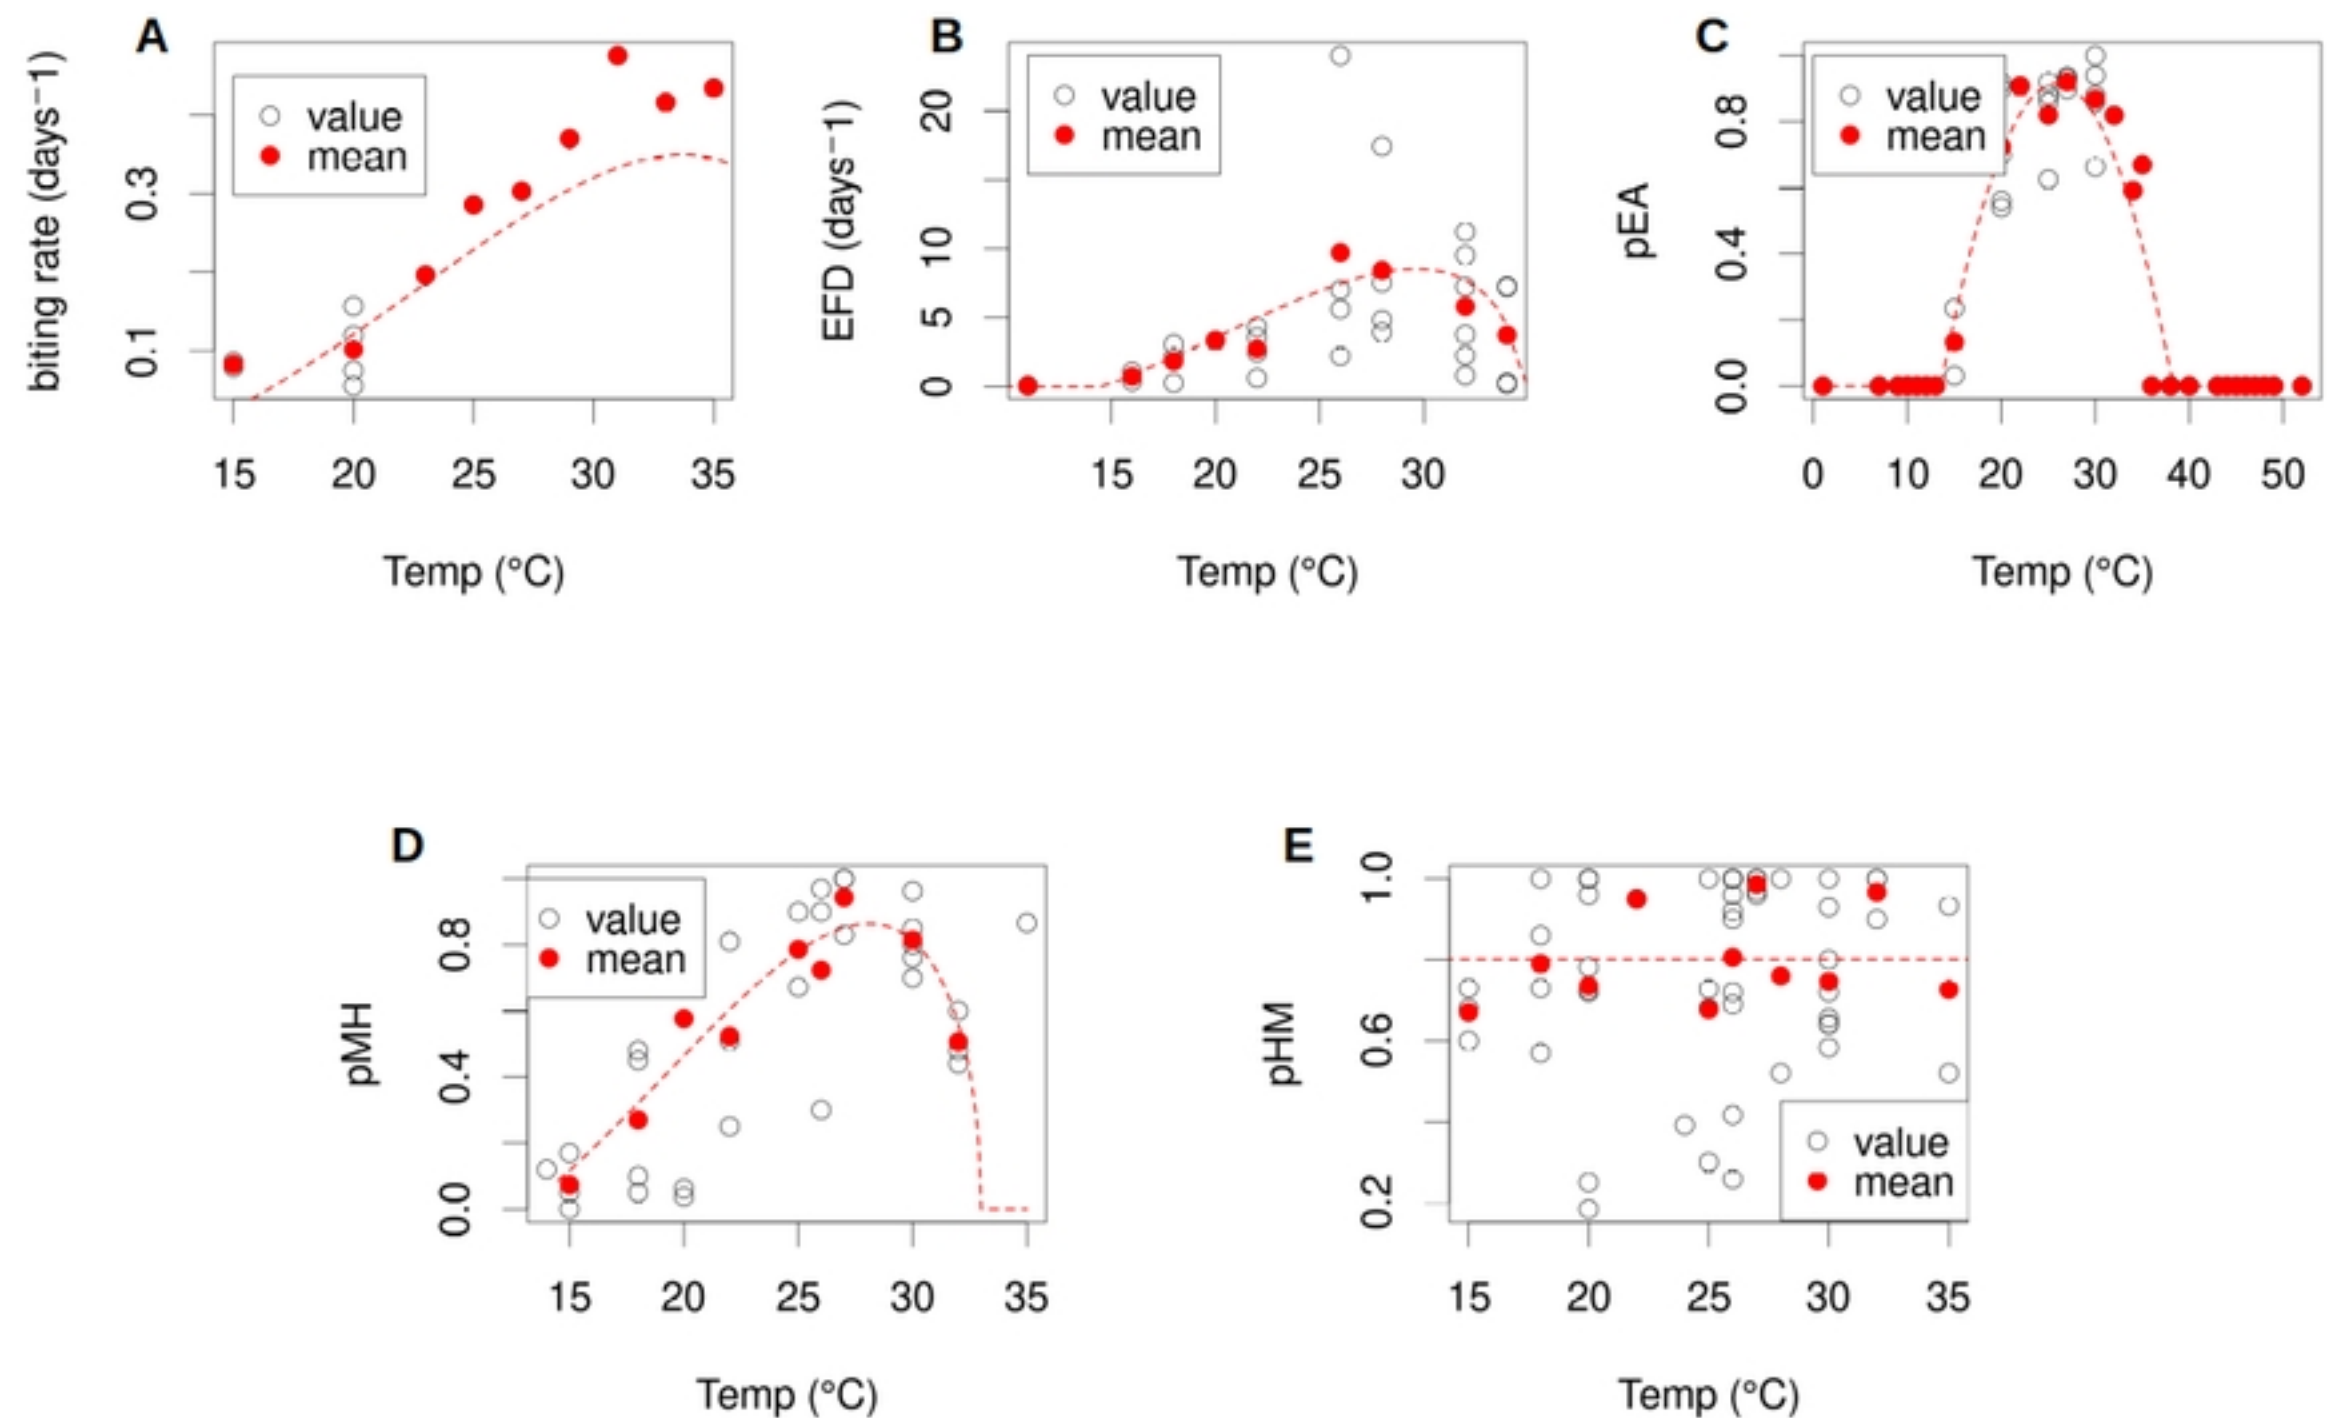 A
biting rate (days−1)
0.3
0.1
value
mean
15 20 25 30 35
Temp (°C)
B
EFD (days−1)
20
10
5
0
value
mean
15 20 25 30
Temp (°C)
C
pEA
0.8
0.4
0.0
value
mean
0 10 20 30 40 50
Temp (°C)
D
pMH
0.8
0.4
0.0
value
mean
15 20 25 30 35
Temp (°C)
E
pHM
1.0
0.6
0.2
value
mean
15 20 25 30 35
Temp (°C)